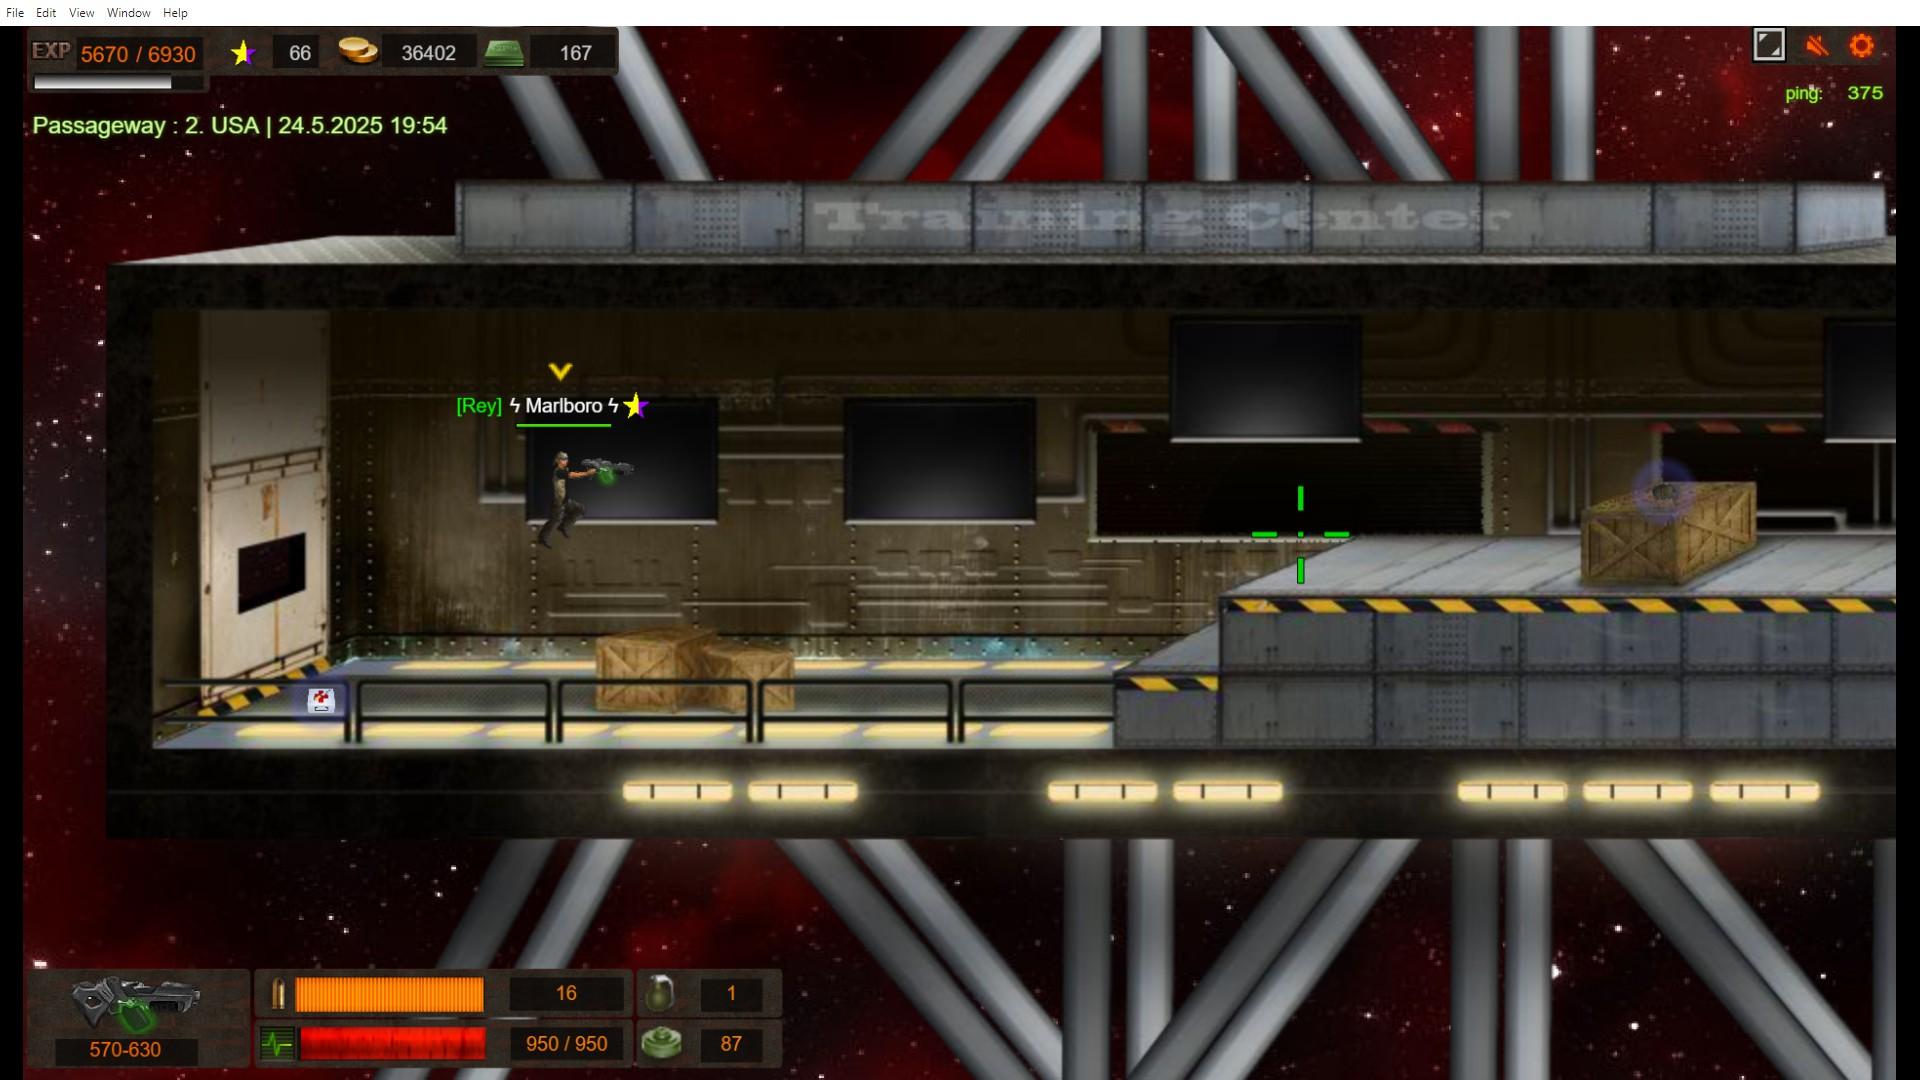 File Edit View Window Help
EXP 5670 / 6930 66 36402 167
ping: 375
Passageway : 2. USA | 24.5.2025 19:54
Training Center
[Rey] ϟ Marlboro ϟ
16 1
570-630 950 / 950 87